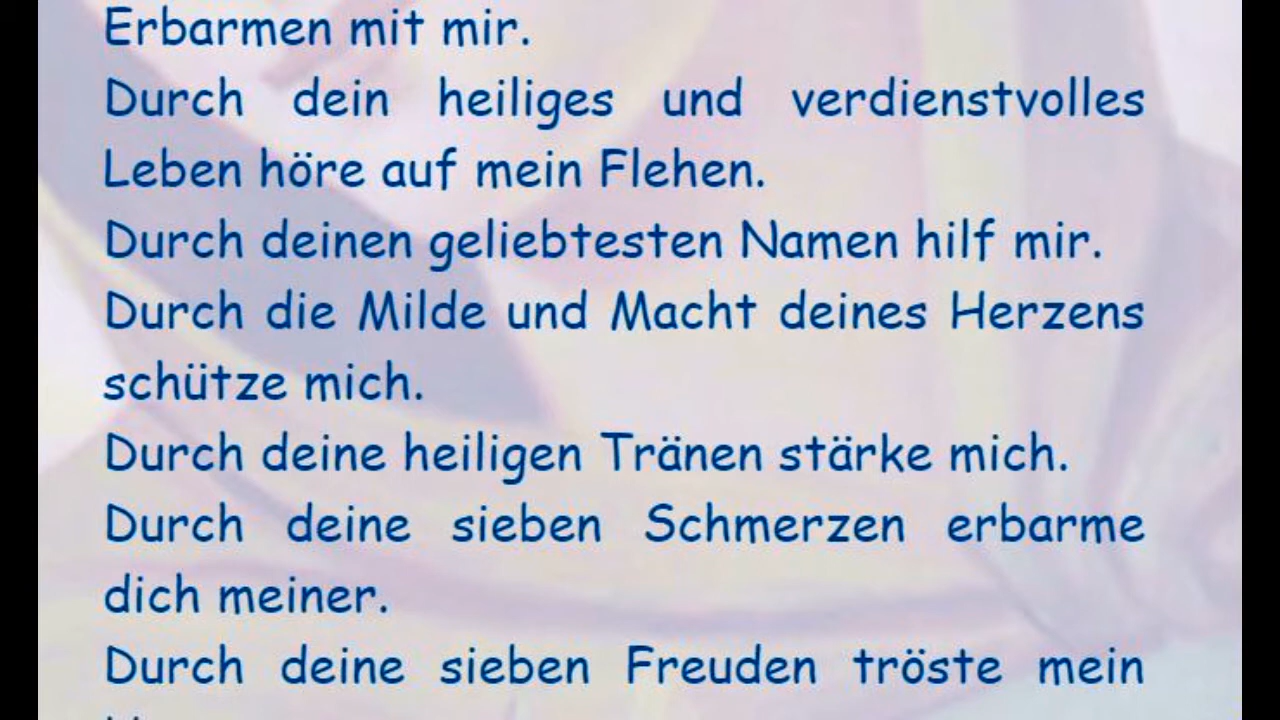 Erbarmen mit mir.
Durch dein heiliges und verdienstvolles
Leben höre auf mein Flehen.
Durch deinen geliebtesten Namen hilf mir.
Durch die Milde und Macht deines Herzens
schütze mich.
Durch deine heiligen Tränen stärke mich.
Durch deine sieben Schmerzen erbarme
dich meiner.
Durch deine sieben Freuden tröste mein